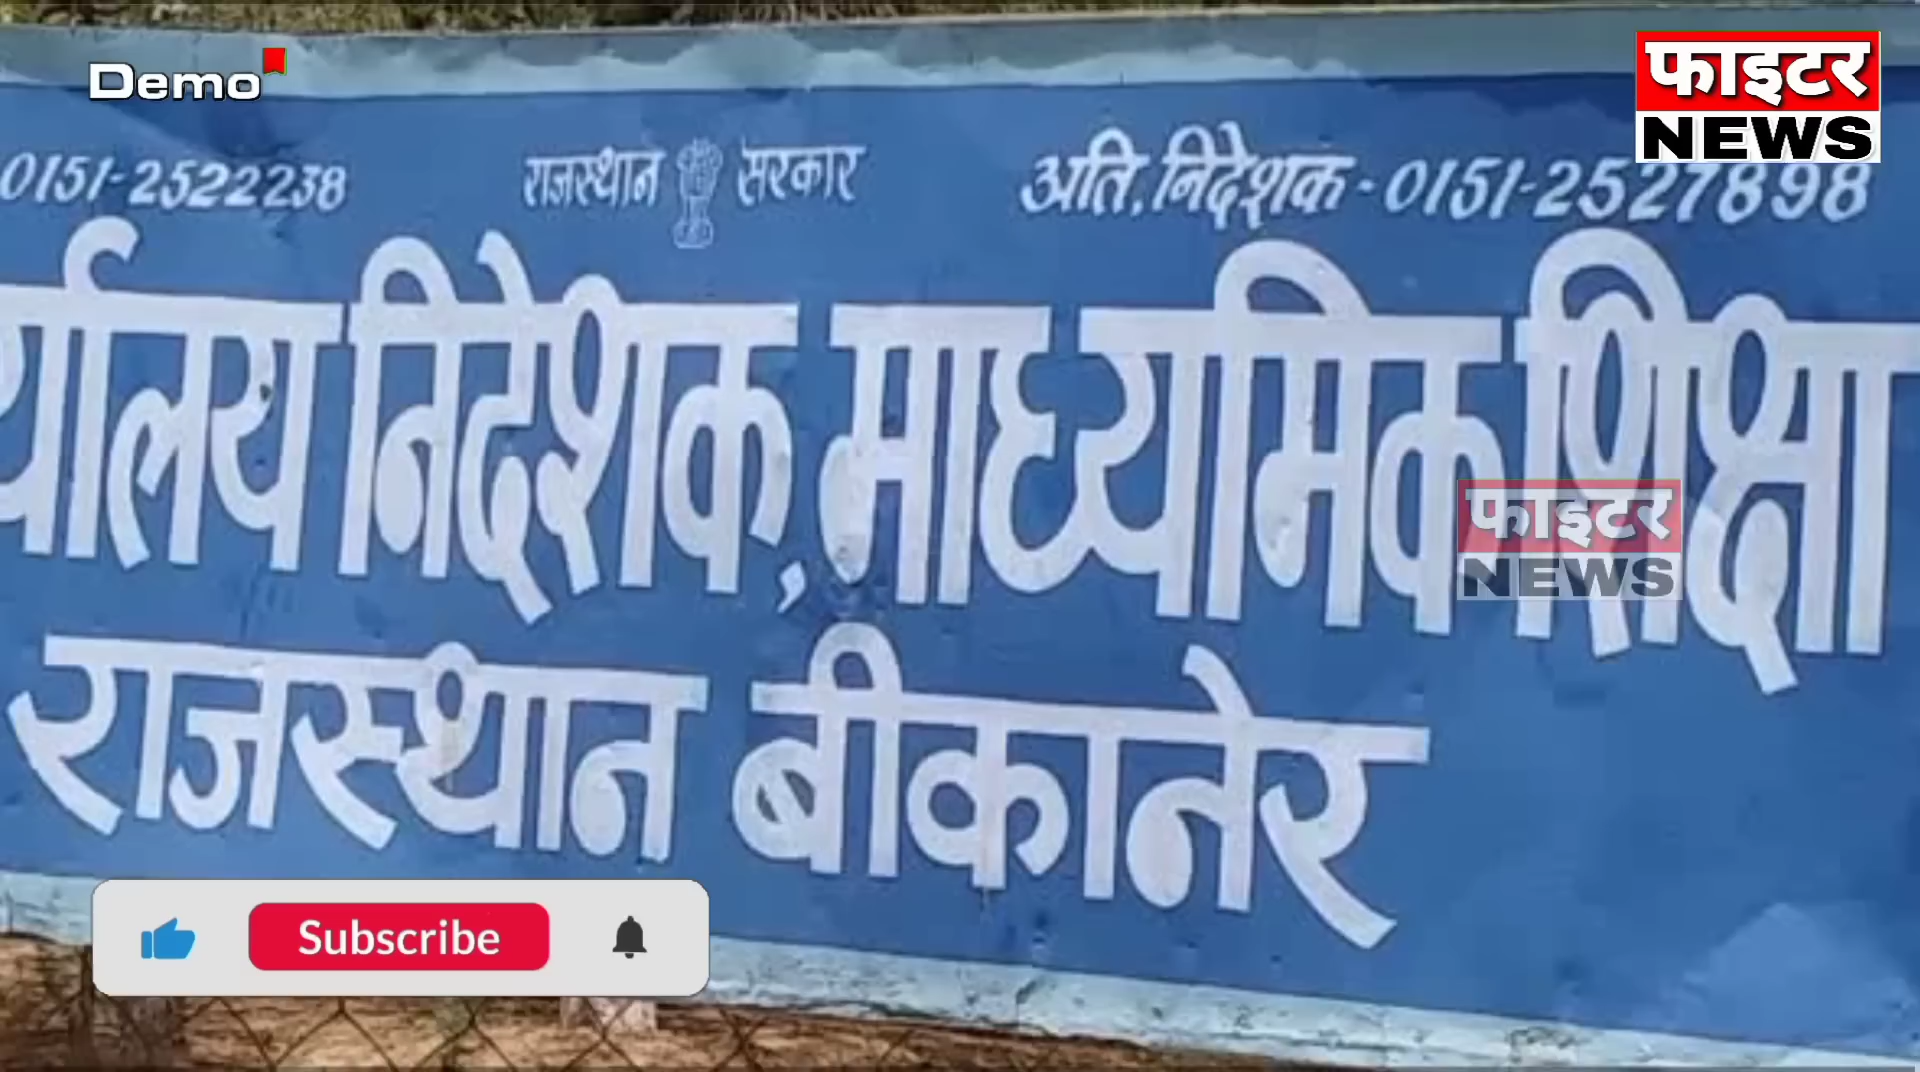 Demo
फाइटर
NEWS
0151-2522238
राजस्थान सरकार
अति. निदेशक - 0151-2527898
र्यालय निदेशक, माध्यमिक शिक्षा
फाइटर
NEWS
राजस्थान बीकानेर
Subscribe